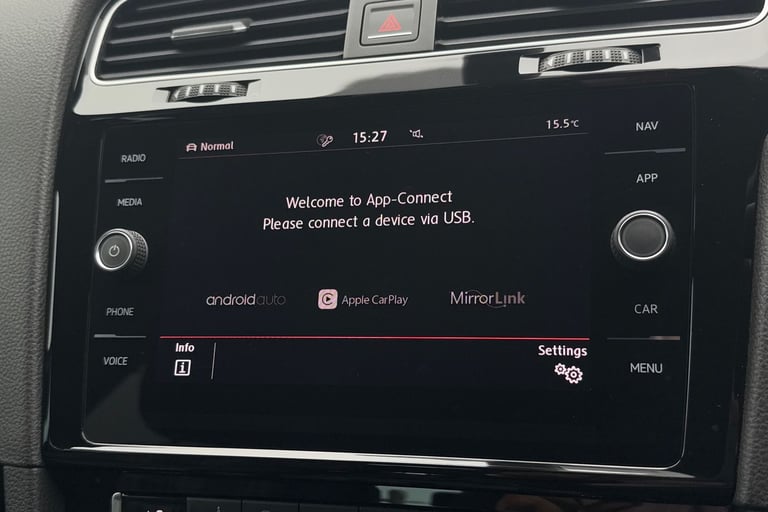 Normal
15:27
15.5°C
RADIO
MEDIA
PHONE
VOICE
Welcome to App-Connect
Please connect a device via USB.
androidauto
Apple CarPlay
MirrorLink
Info
Settings
NAV
APP
CAR
MENU